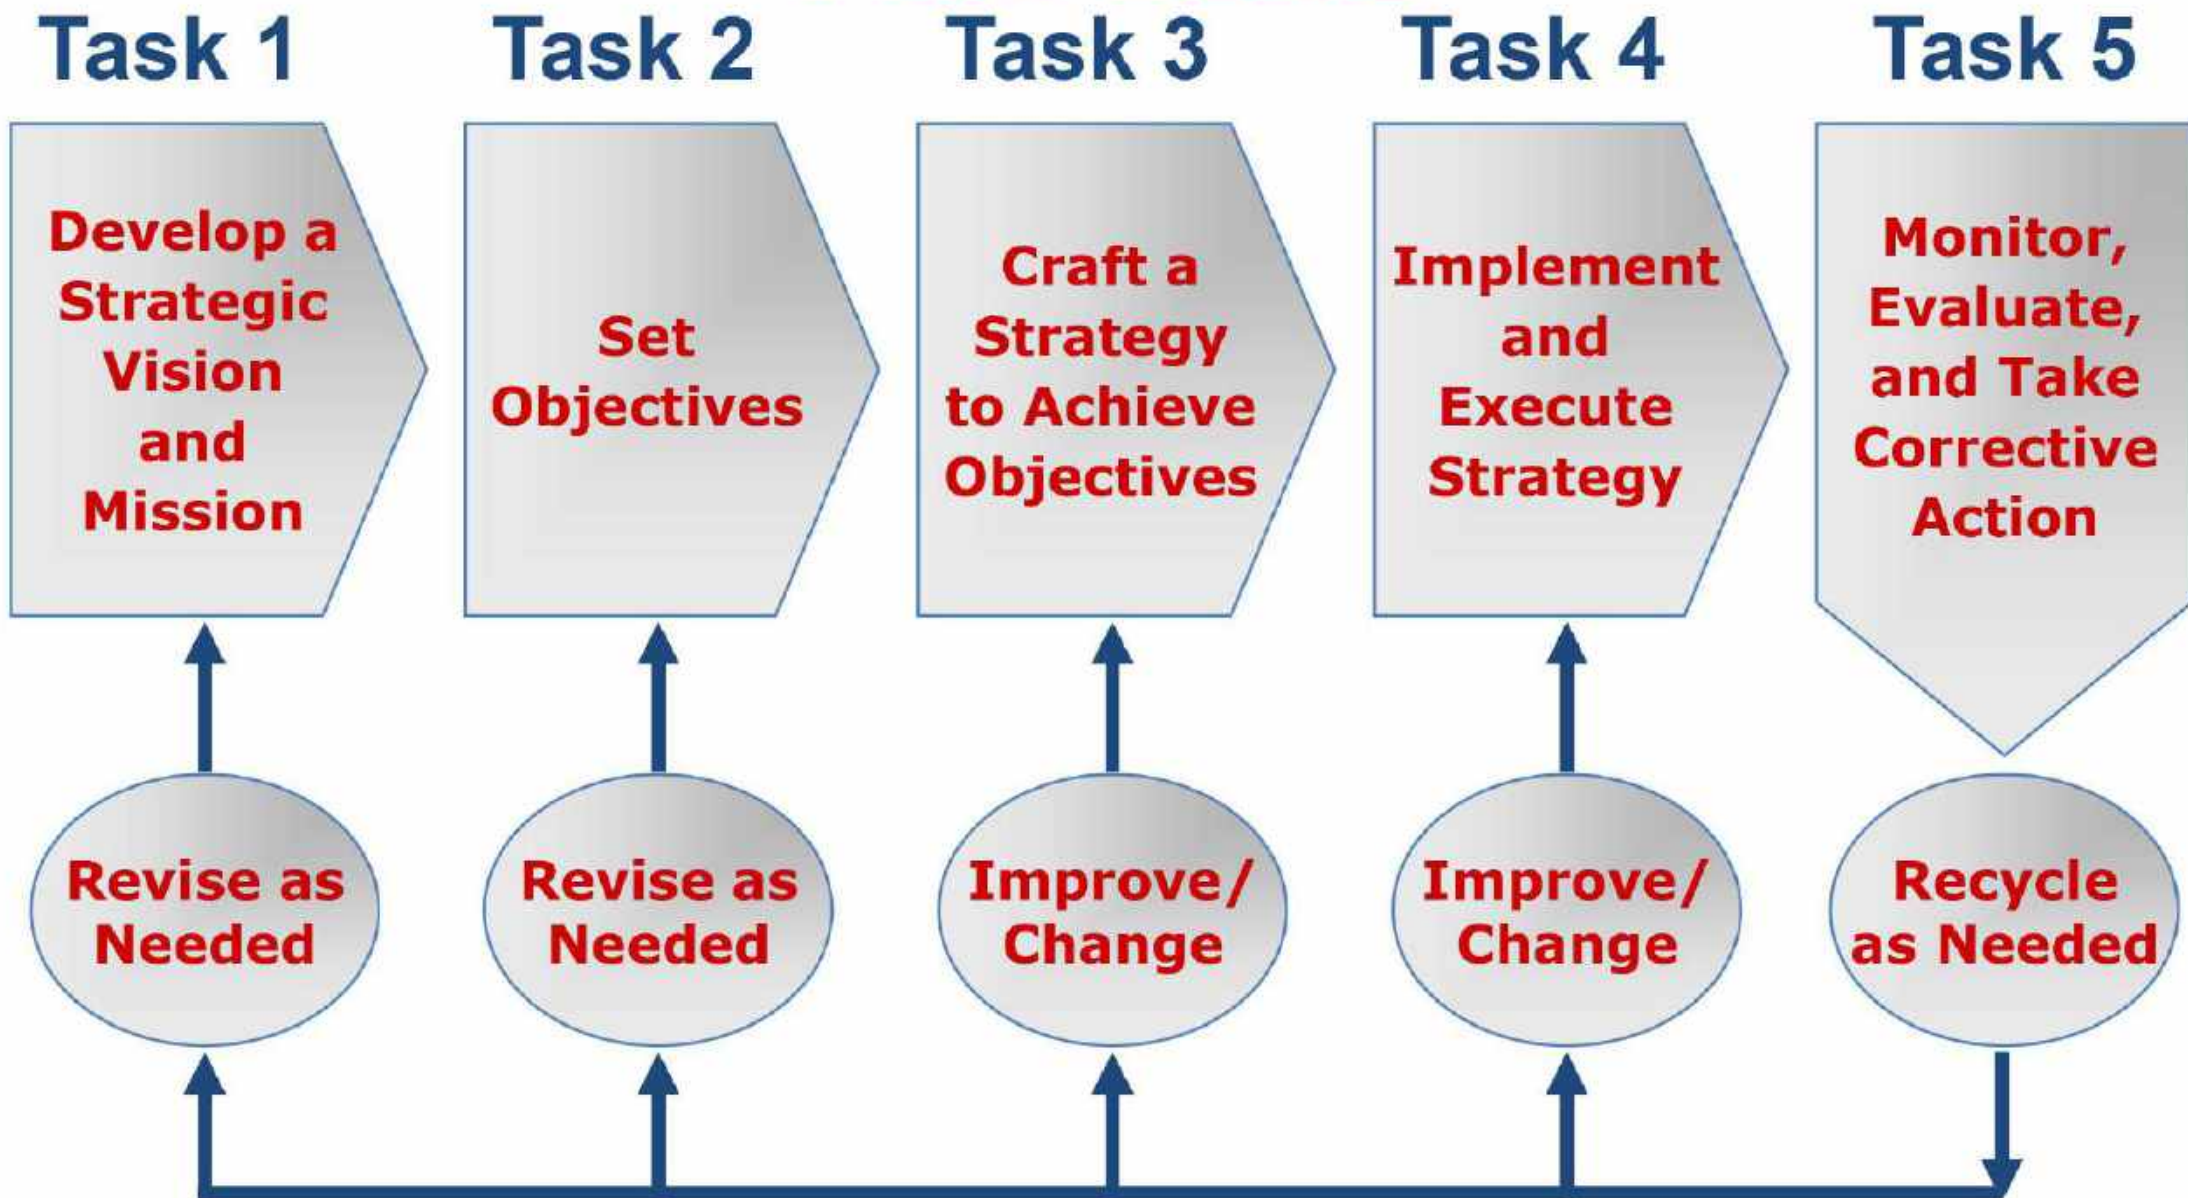 Task 1
Task 2
Task 3
Task 4
Task 5
Develop a
Strategic
Vision
and
Mission
Set
Objectives
Craft a
Strategy
to Achieve
Objectives
Implement
and
Execute
Strategy
Monitor,
Evaluate,
and Take
Corrective
Action
Revise as
Needed
Revise as
Needed
Improve/
Change
Improve/
Change
Recycle
as Needed